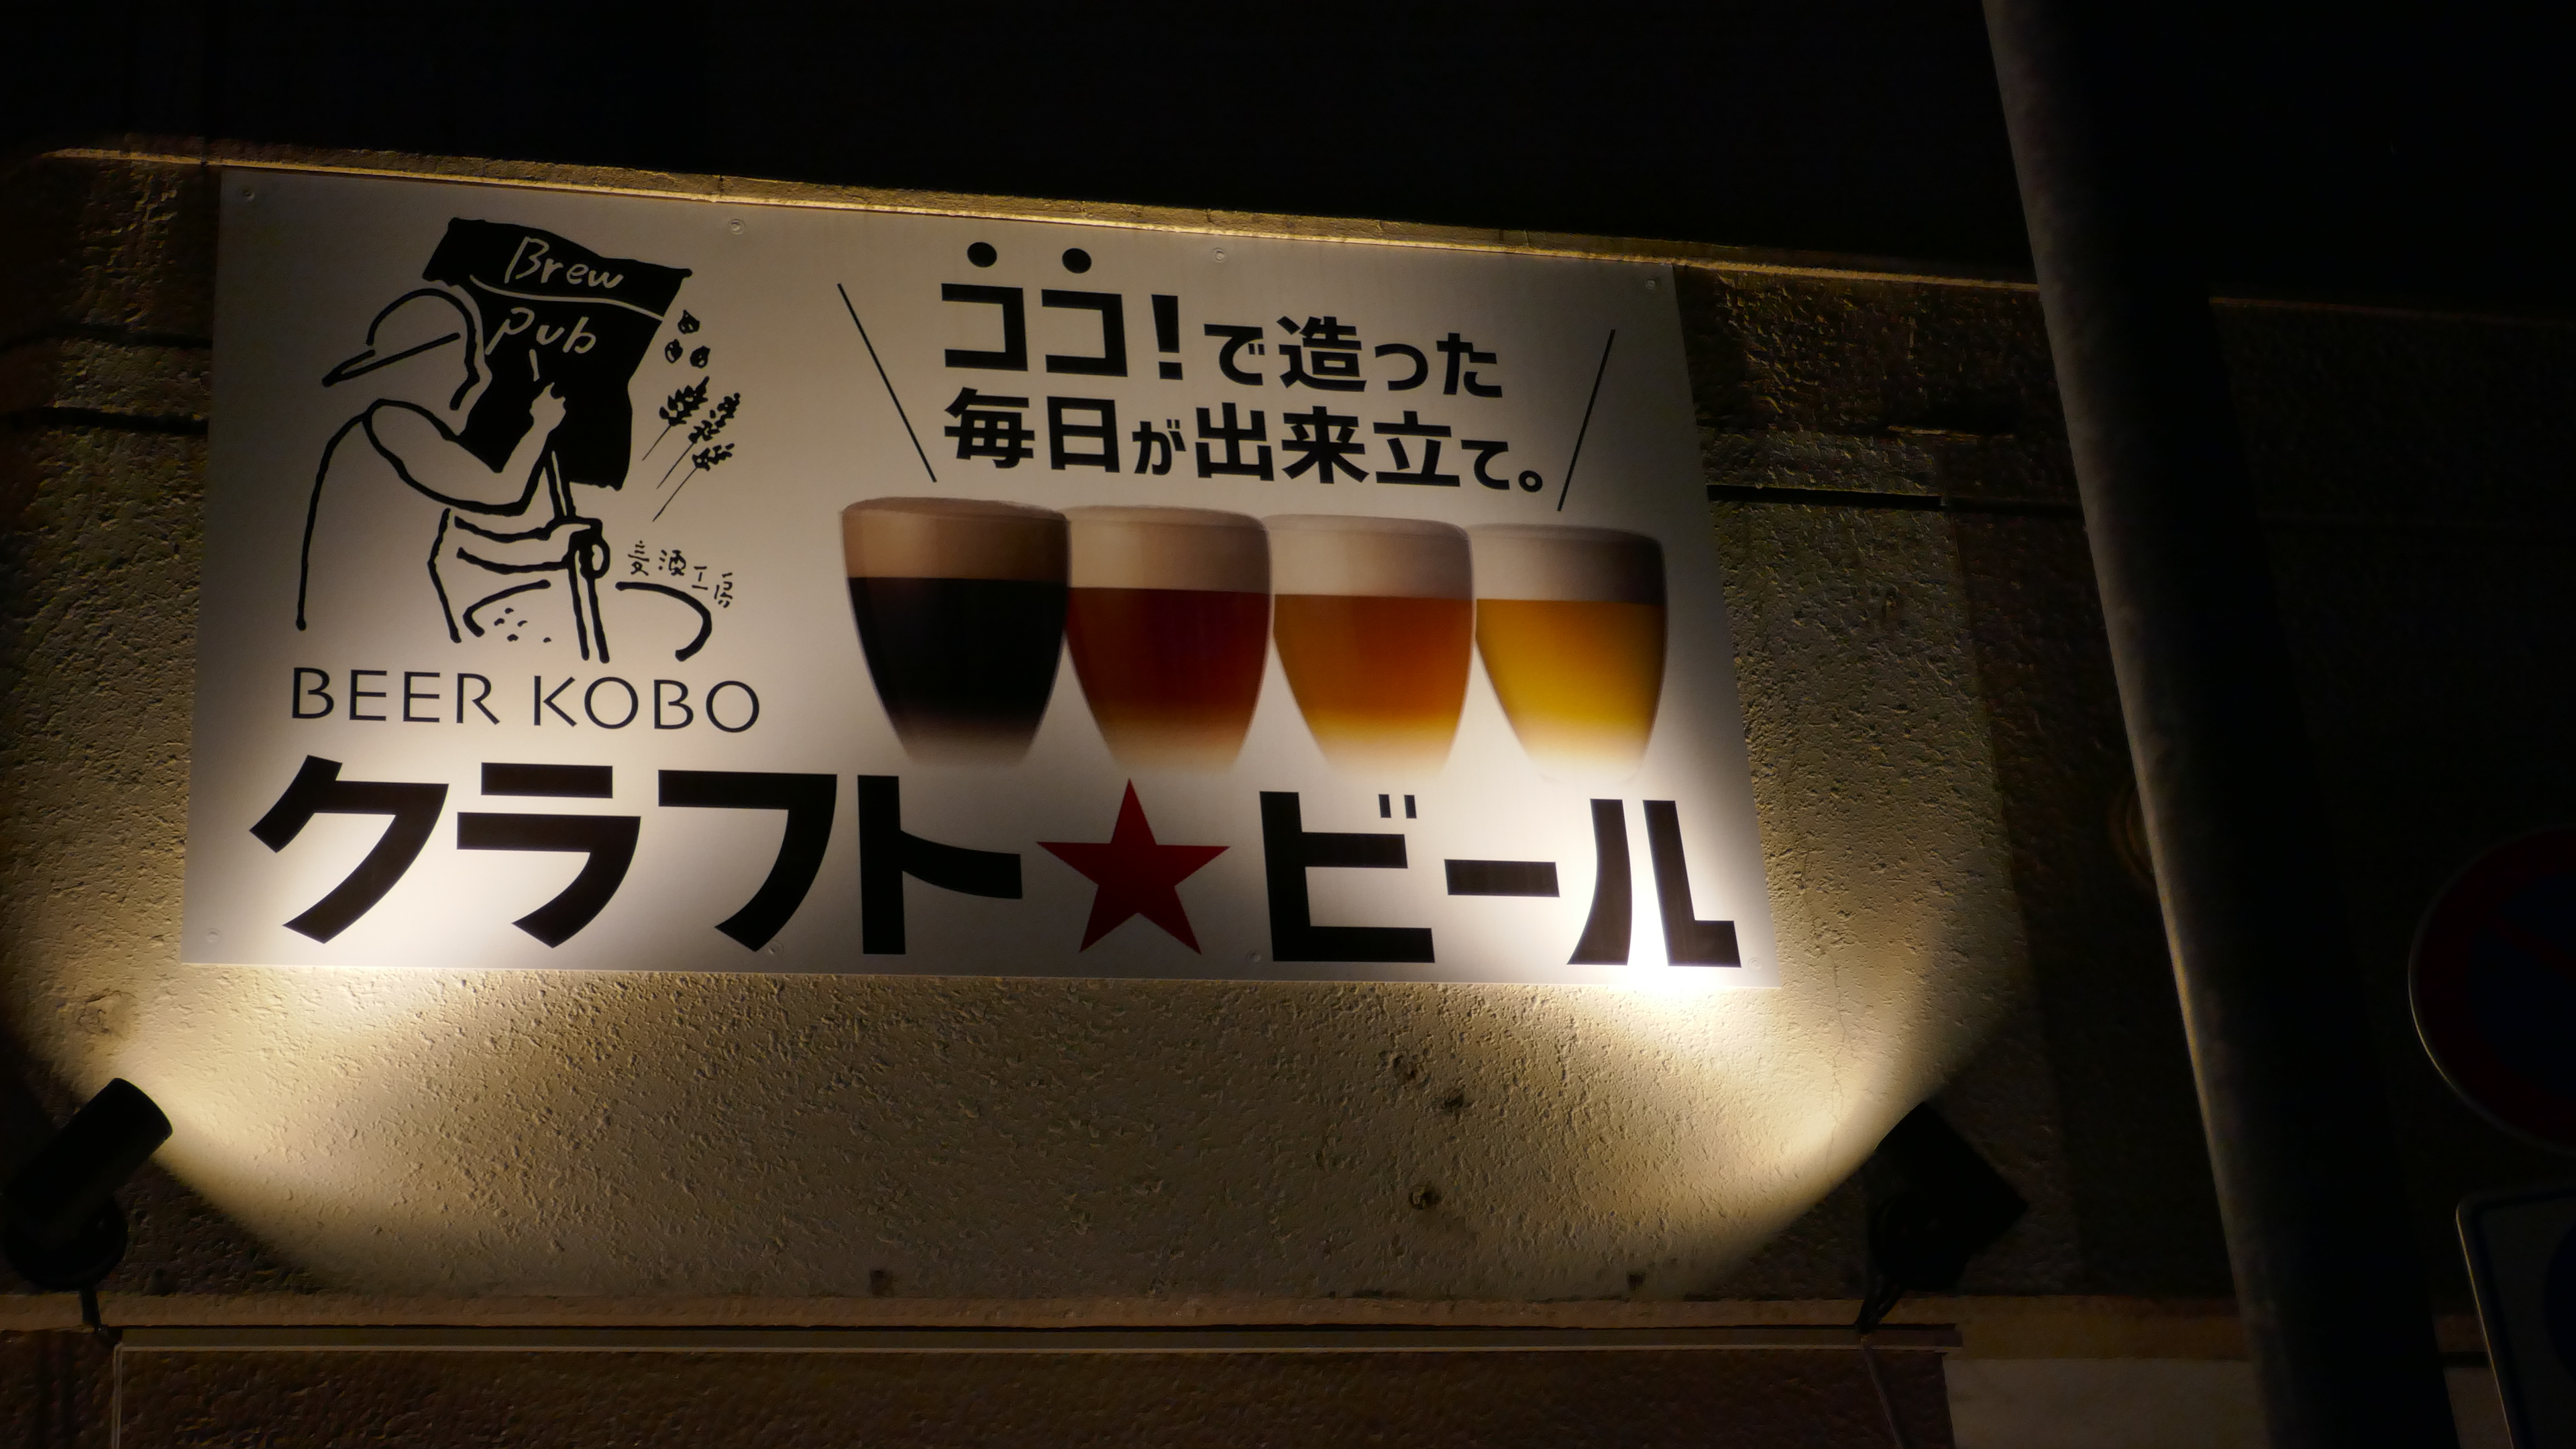 Brew
Pub
麦酒工房
BEER KOBO
ココ!で造った
毎日が出来立て。
クラフト★ビール